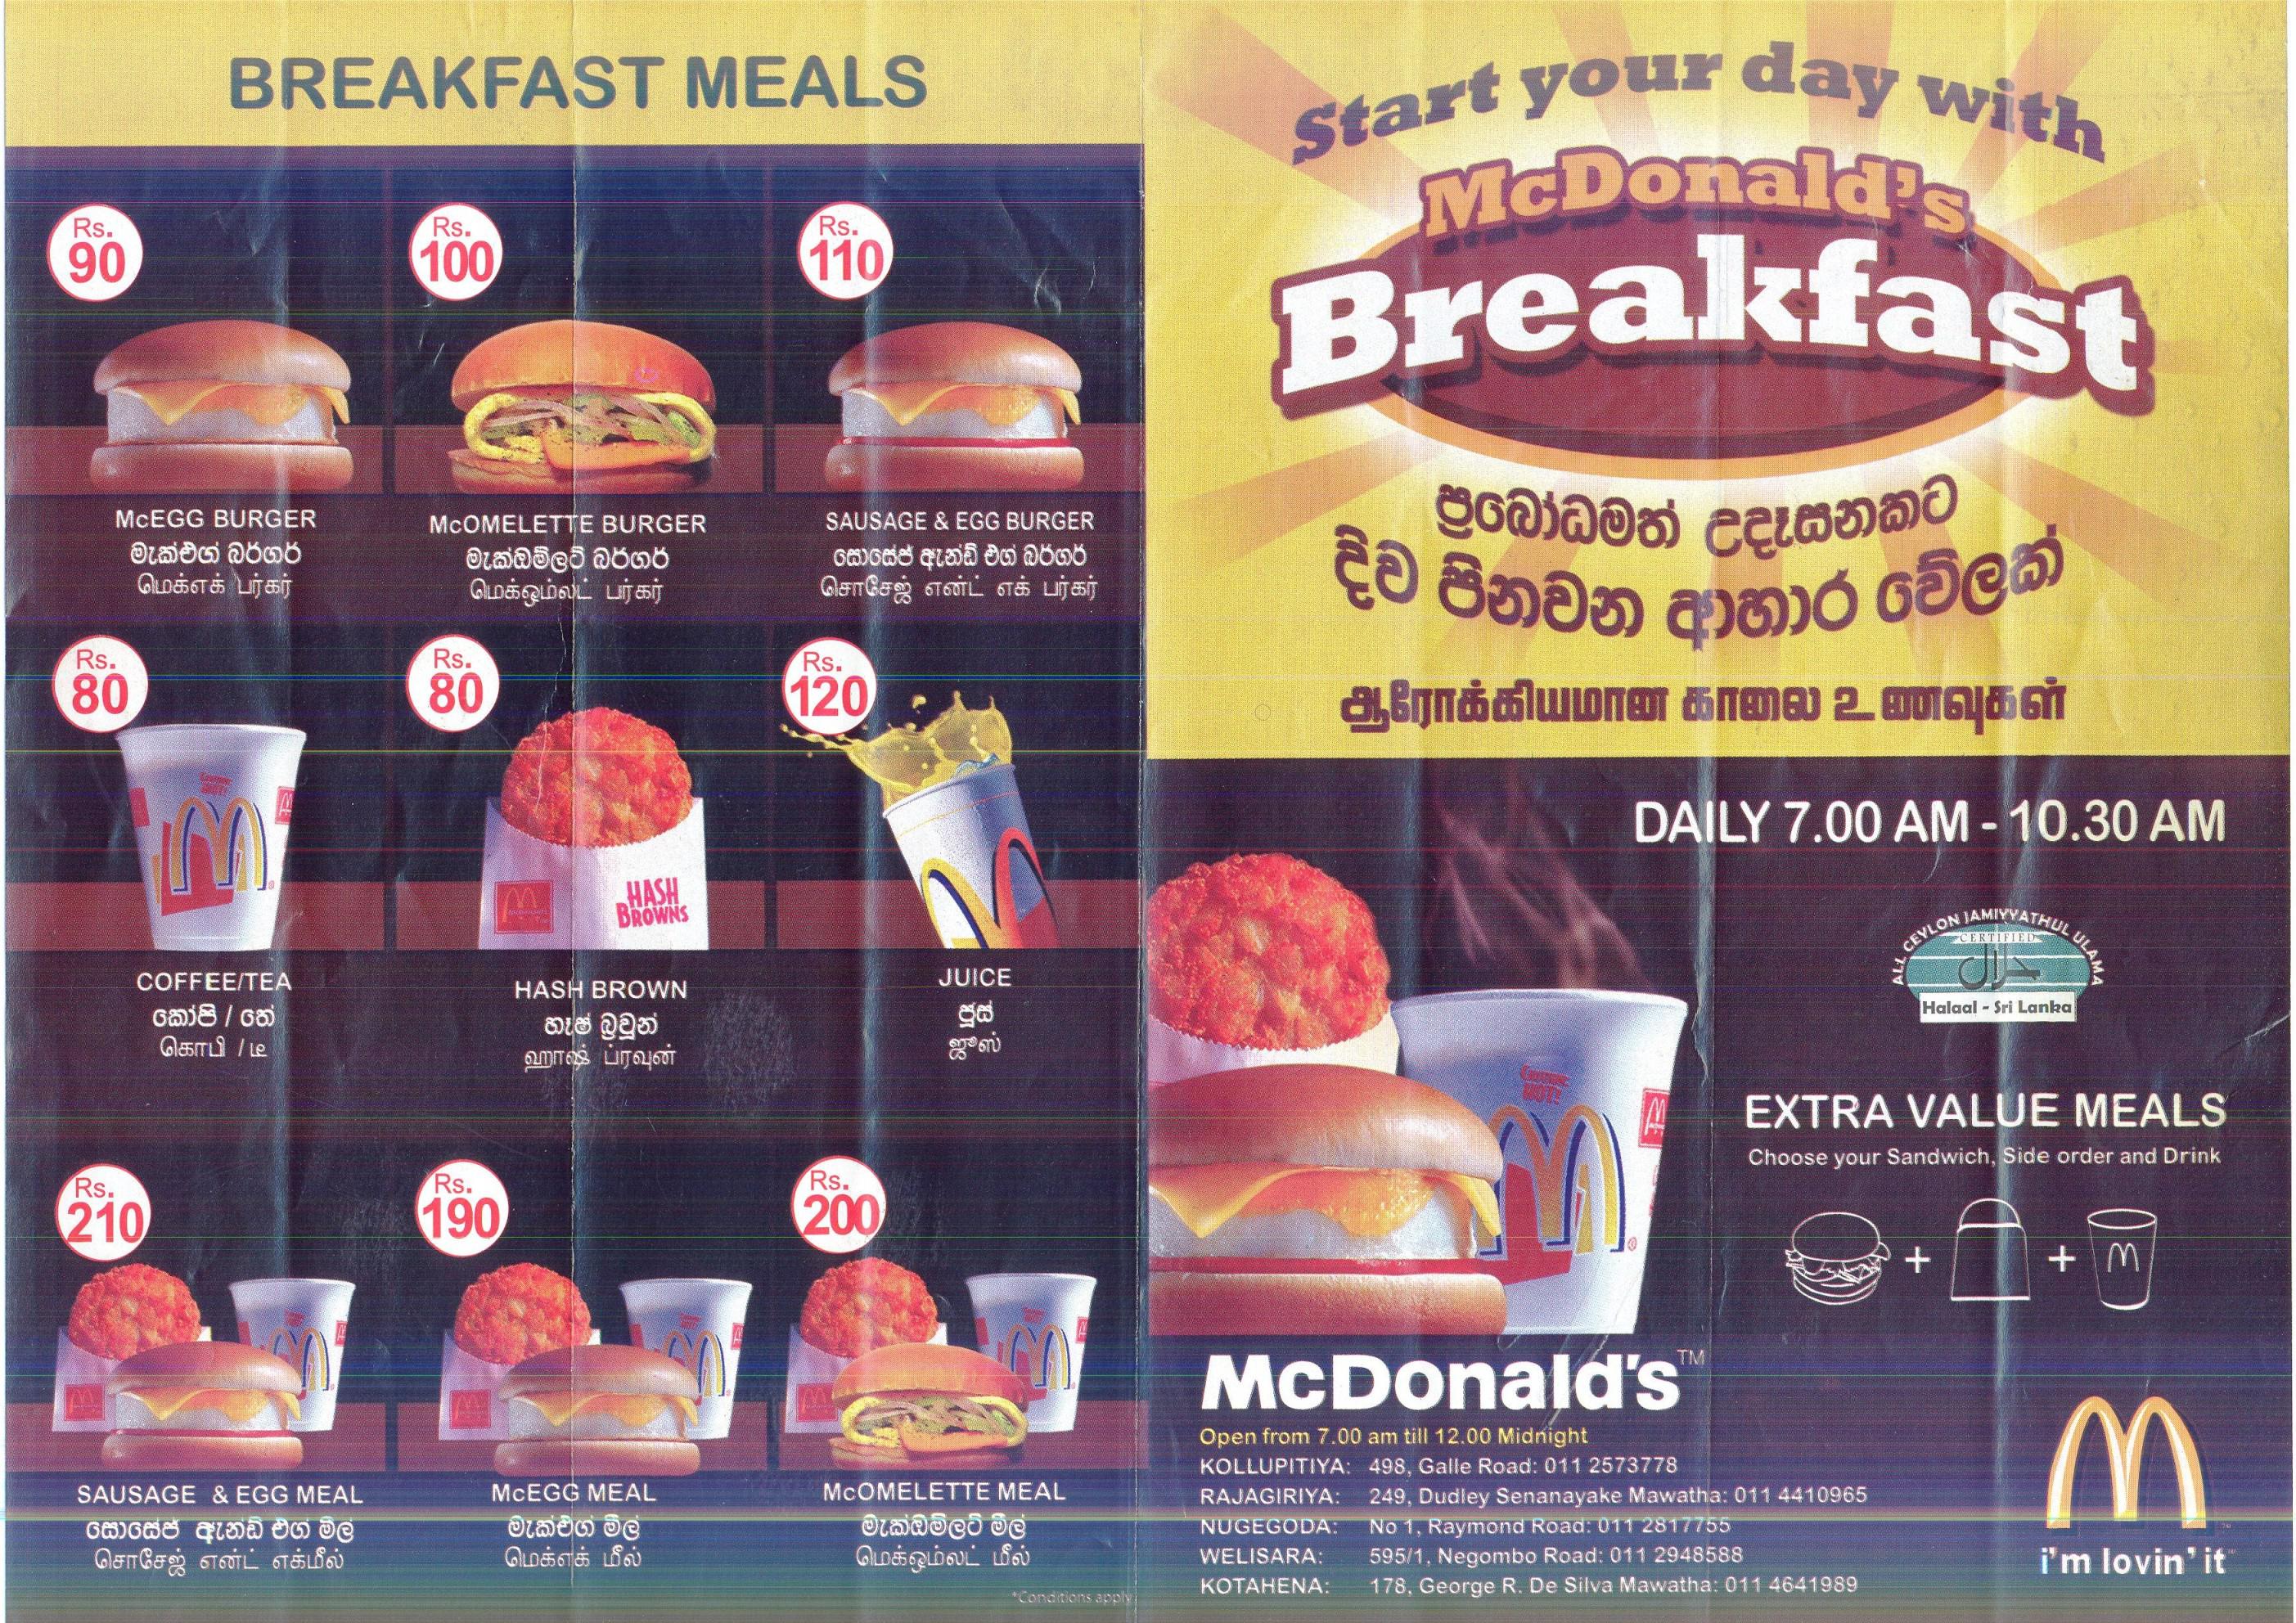 BREAKFAST MEALS
Rs.
90
McEGG BURGER
මැක්එග් බර්ගර්
மெக்எக் பர்கர்
Rs.
100
McOMELETTE BURGER
මැක්ඔම්ලට් බර්ගර්
மெக்ஒம்லட் பர்கர்
Rs.
110
SAUSAGE & EGG BURGER
සොසේජ් ඇන්ඩ් එග් බර්ගර්
சொசேஜ் என்ட் எக் பர்கர்
Rs.
80
COFFEE/TEA
කෝපි / තේ
கொபி / டீ
Rs.
80
HASH
BROWNS
HASH BROWN
හෑෂ් බ්‍රවුන්
ஹாஷ் ப்ரவுன்
Rs.
120
JUICE
ජූස්
ஜூஸ்
Rs.
210
SAUSAGE & EGG MEAL
සොසේජ් ඇන්ඩ් එග් මීල්
சொசேஜ் என்ட் எக்மீல்
Rs.
190
McEGG MEAL
මැක්එග් මීල්
மெக்எக் மீல்
Rs.
200
McOMELETTE MEAL
මැක්ඔම්ලට් මීල්
மெக்ஒம்லட் மீல்
*Conditions apply
Start your day with
McDonald's
Breakfast
ප්‍රබෝධමත් උදෑසනකට
දිව පිනවන ආහාර වේලක්
ஆரோக்கியமான காலை உணவுகள்
DAILY 7.00 AM - 10.30 AM
ALL CEYLON JAMIYYATHUL ULAMA
CERTIFIED
حلال
Halaal - Sri Lanka
EXTRA VALUE MEALS
Choose your Sandwich, Side order and Drink
+ +
McDonald's™
Open from 7.00 am till 12.00 Midnight
KOLLUPITIYA: 498, Galle Road: 011 2573778
RAJAGIRIYA: 249, Dudley Senanayake Mawatha: 011 4410965
NUGEGODA: No 1, Raymond Road: 011 2817755
WELISARA: 595/1, Negombo Road: 011 2948588
KOTAHENA: 178, George R. De Silva Mawatha: 011 4641989
i'm lovin' it™